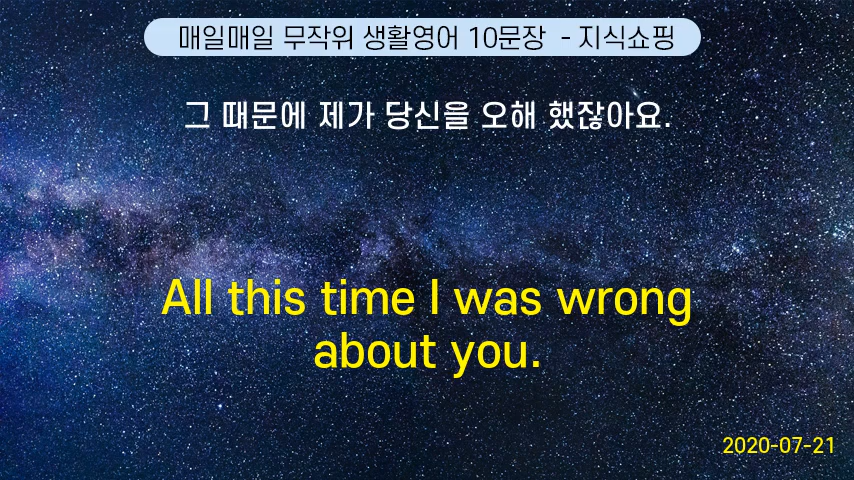 매일매일 무작위 생활영어 10문장 - 지식쇼핑
그 때문에 제가 당신을 오해 했잖아요.
All this time I was wrong
about you.
2020-07-21